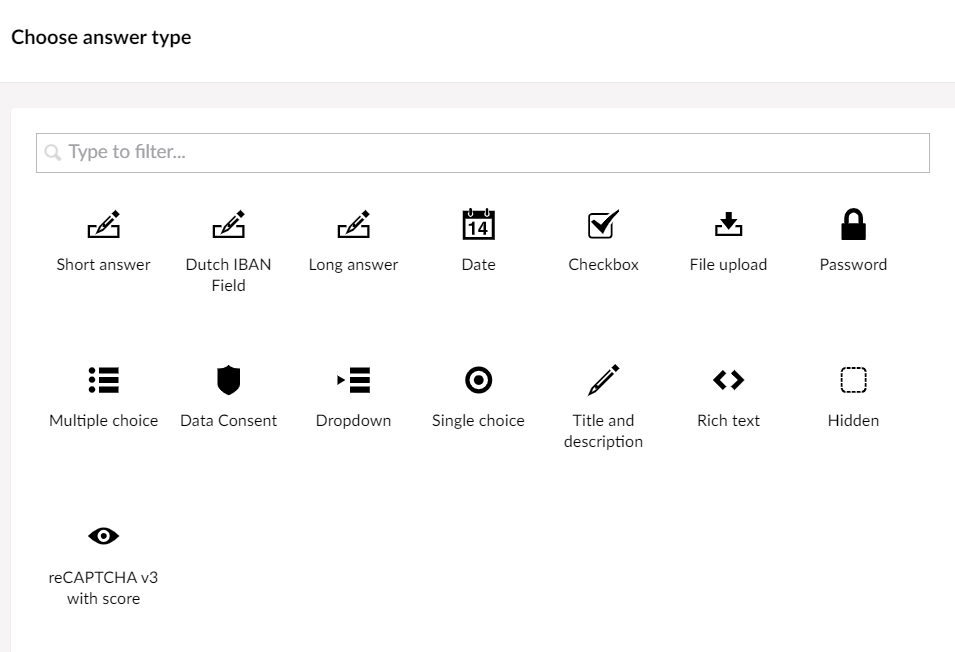 Choose answer type
Type to filter...
14
Short answer
Dutch IBAN
Field
Long answer
Date
Checkbox
File upload
Password
Multiple choice
Data Consent
Dropdown
Single choice
Title and
description
Rich text
Hidden
reCAPTCHA v3
with score